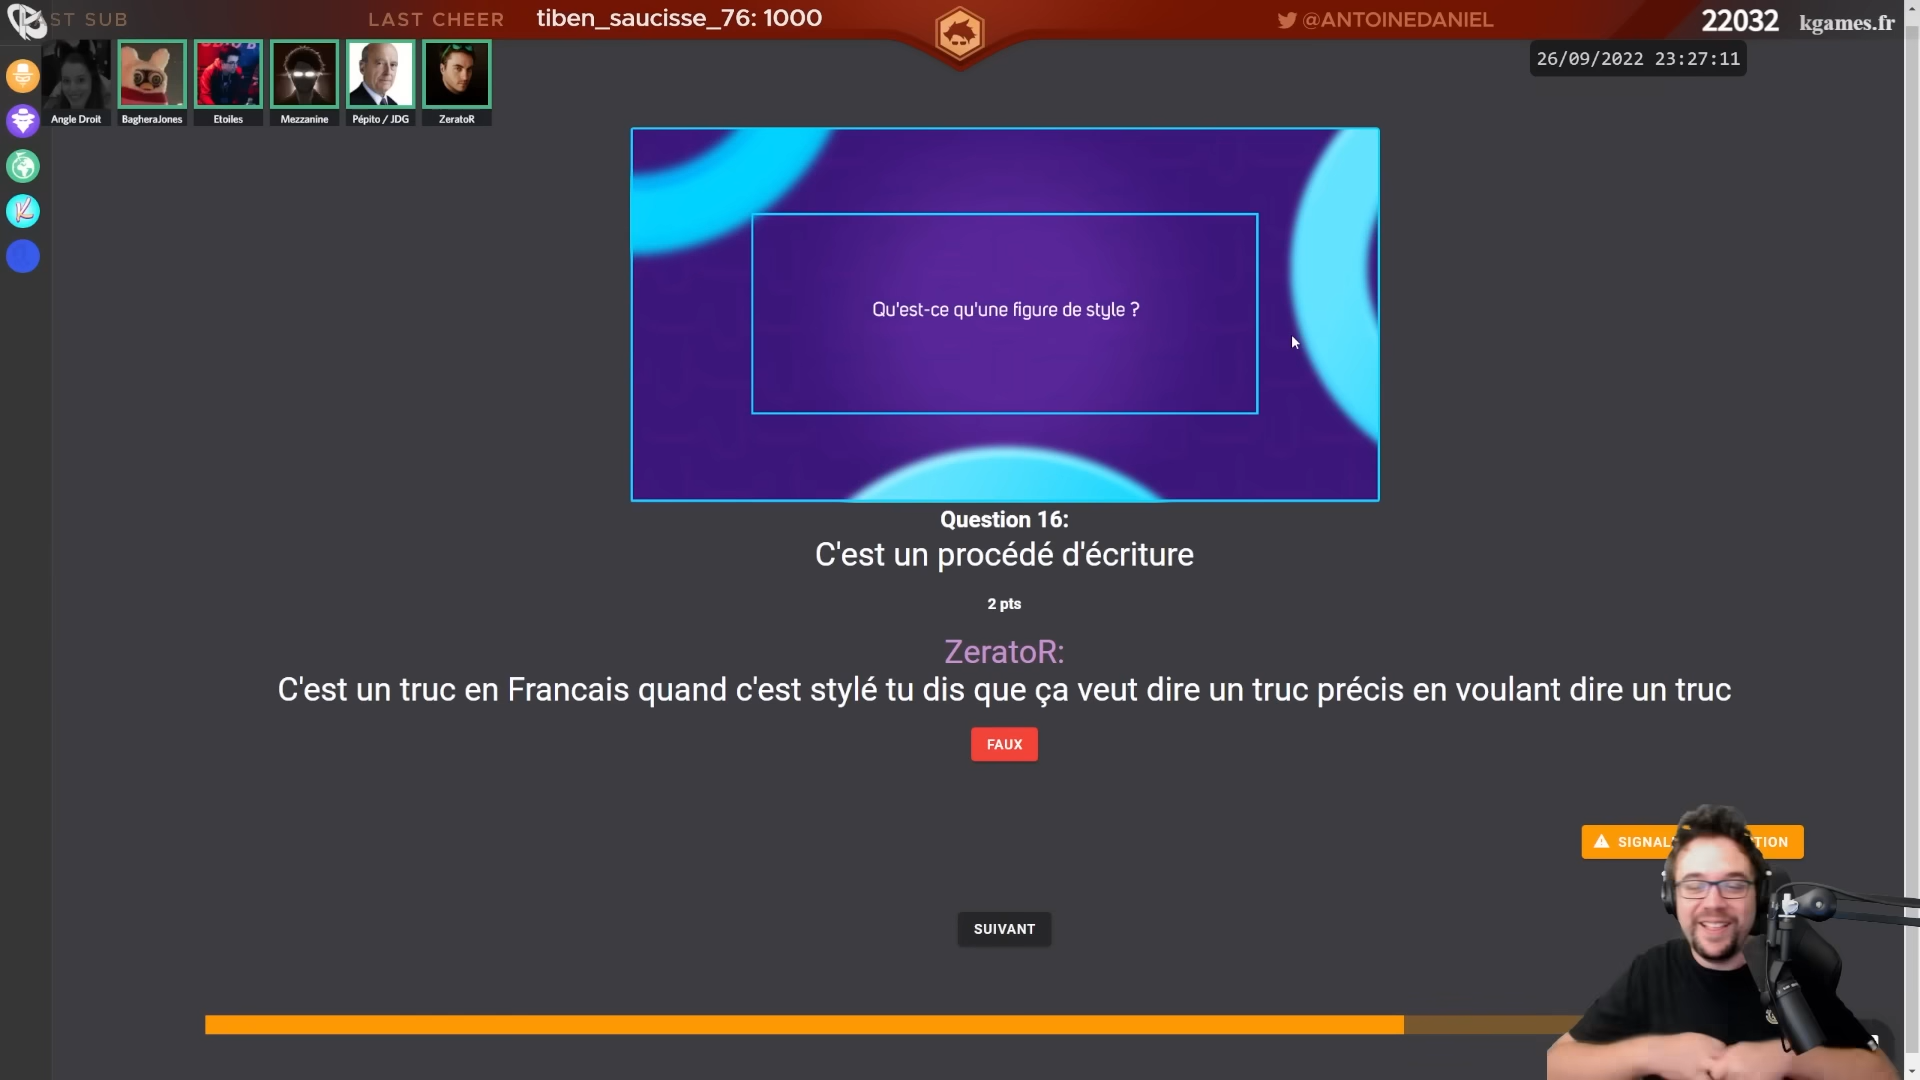 ST SUB
LAST CHEER
tiben_saucisse_76: 1000
@ANTOINEDANIEL
22032
kgames.fr
26/09/2022 23:27:11
Angle Droit
BagheraJones
Etoiles
Mezzanine
Pépito / JDG
ZeratoR
Qu'est-ce qu'une figure de style ?
Question 16:
C'est un procédé d'écriture
2 pts
ZeratoR:
C'est un truc en Francais quand c'est stylé tu dis que ça veut dire un truc précis en voulant dire un truc
FAUX
SIGNAL TION
SUIVANT